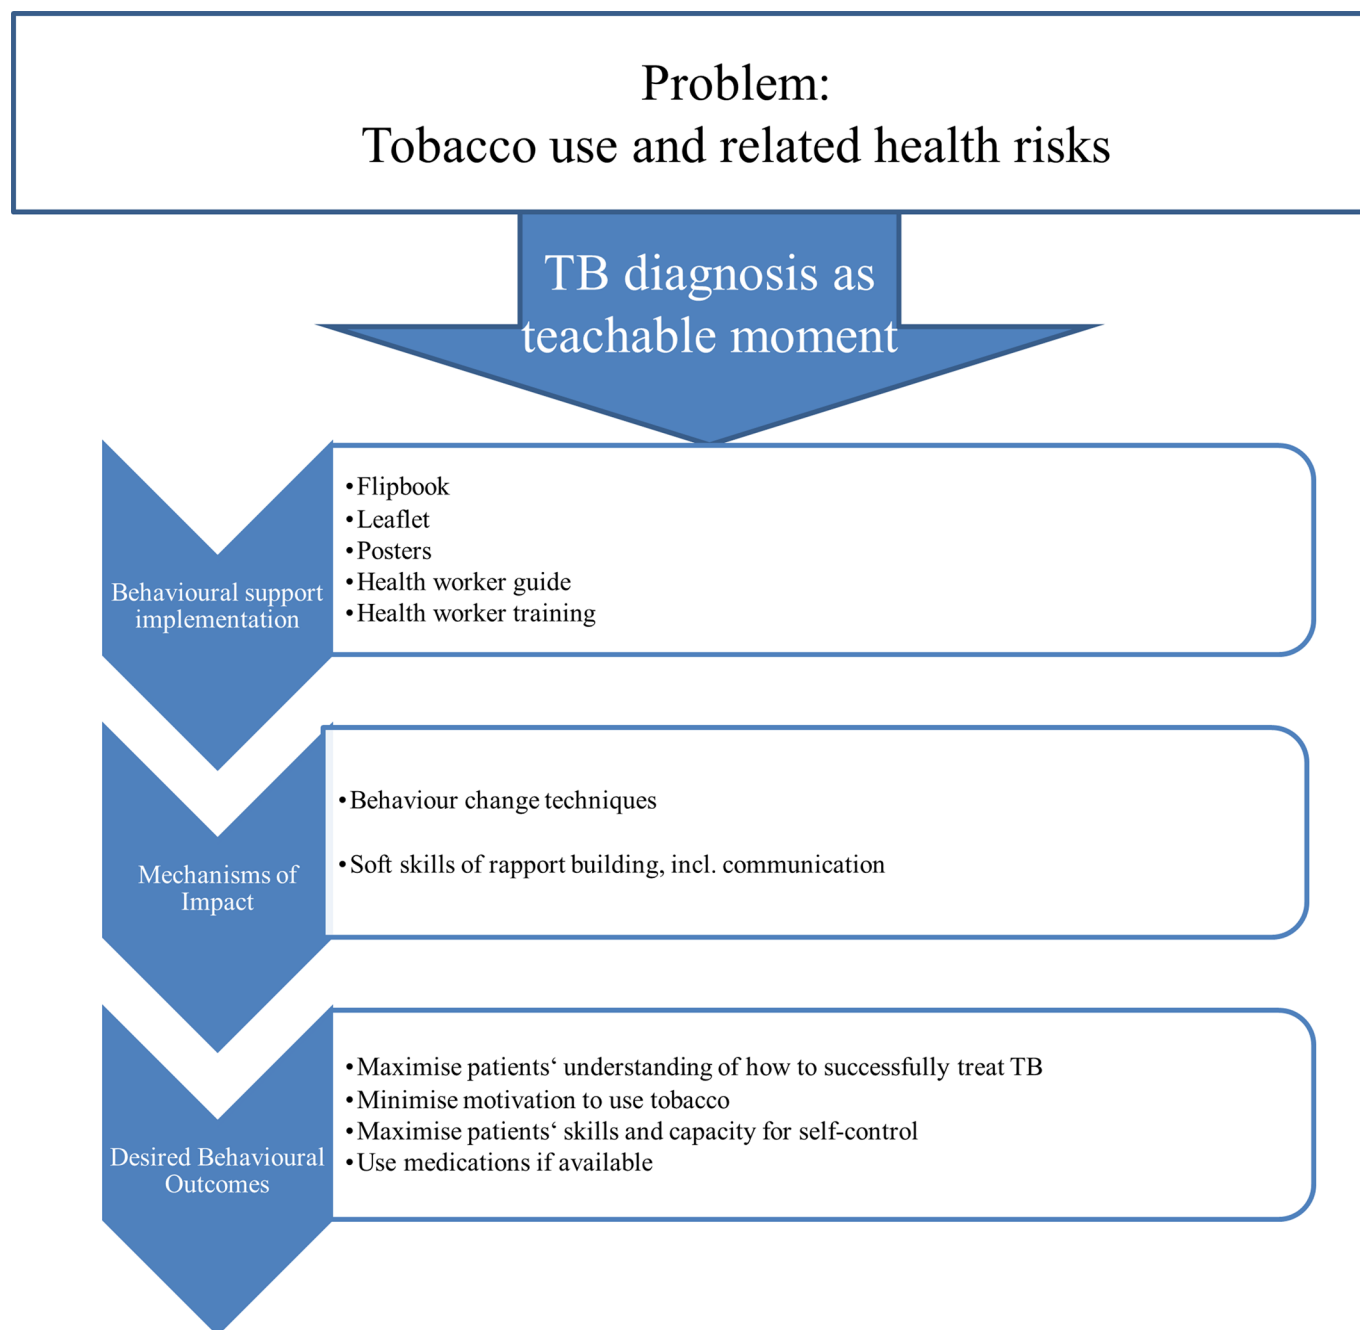 Problem:
Tobacco use and related health risks
TB diagnosis as
teachable moment
Behavioural support
implementation
•Flipbook
•Leaflet
•Posters
•Health worker guide
•Health worker training
Mechanisms of
Impact
•Behaviour change techniques
•Soft skills of rapport building, incl. communication
Desired Behavioural
Outcomes
•Maximise patients‘ understanding of how to successfully treat TB
•Minimise motivation to use tobacco
•Maximise patients‘ skills and capacity for self-control
•Use medications if available